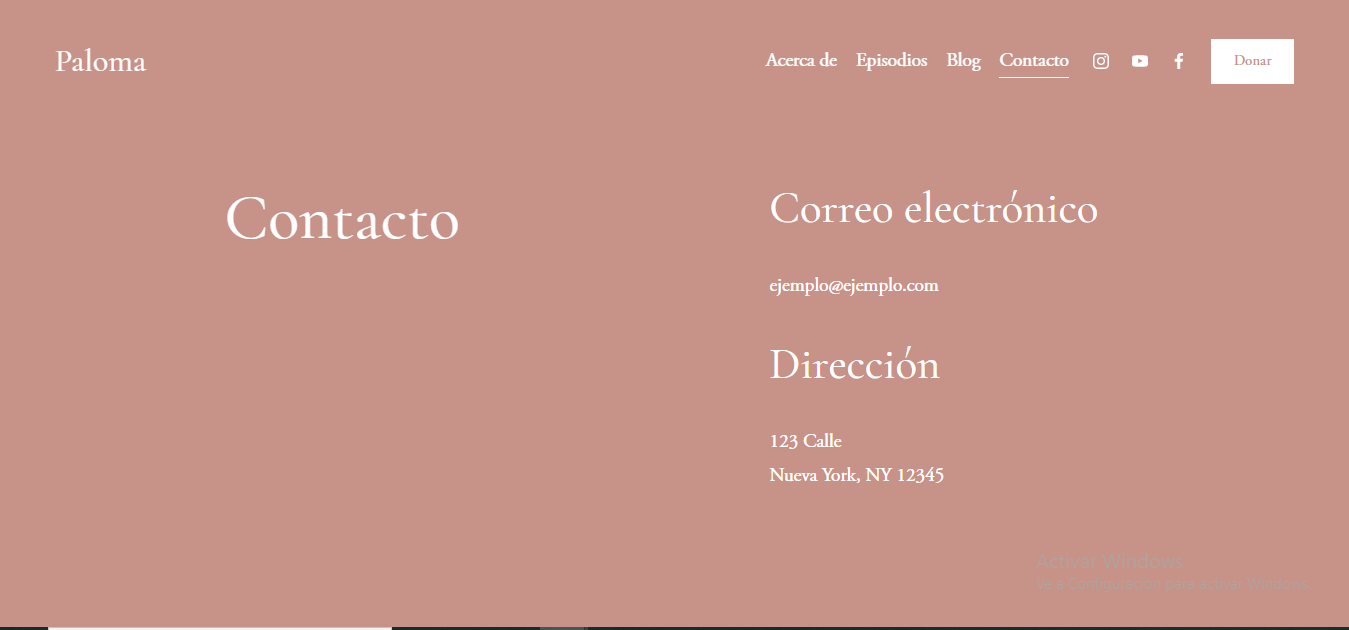 Paloma
Acerca de Episodios Blog Contacto Donar
Contacto
Correo electrónico
ejemplo@ejemplo.com
Dirección
123 Calle
Nueva York, NY 12345
Activar Windows
Ve a Configuración para activar Windows.